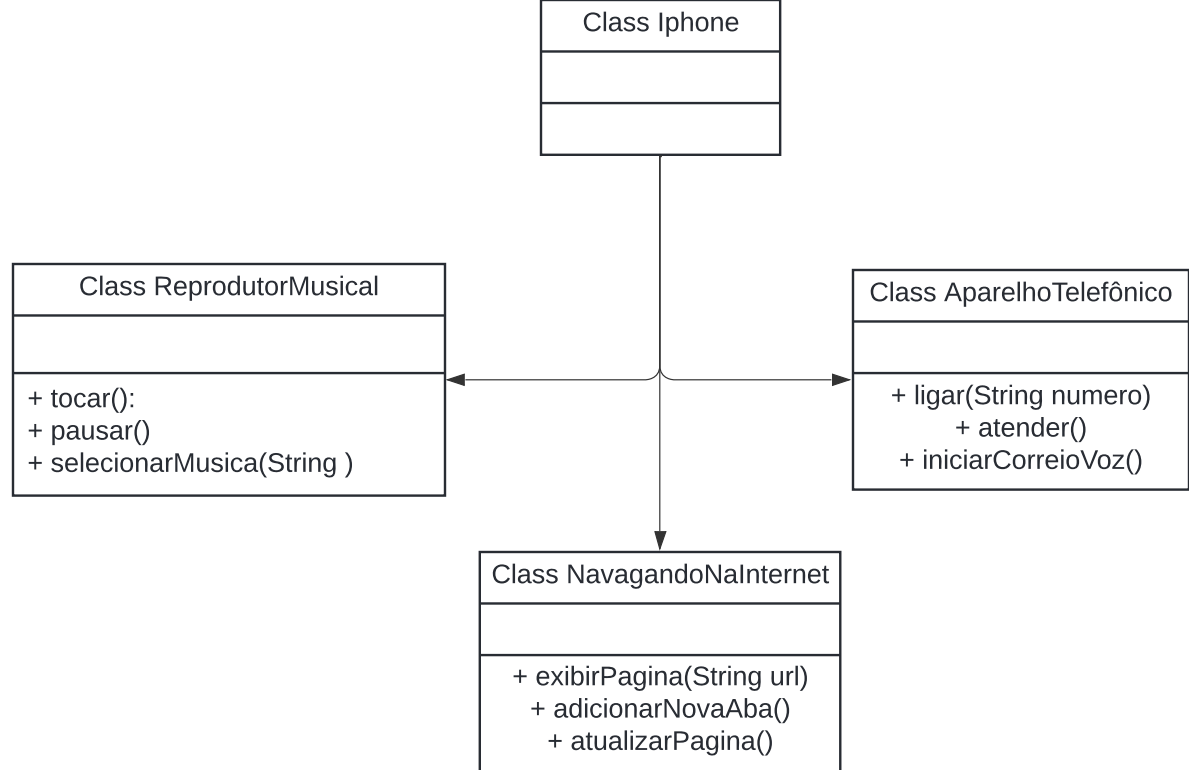 Class Iphone
Class ReprodutorMusical
+ tocar():
+ pausar()
+ selecionarMusica(String )
Class AparelhoTelefônico
+ ligar(String numero)
+ atender()
+ iniciarCorreioVoz()
Class NavagandoNaInternet
+ exibirPagina(String url)
+ adicionarNovaAba()
+ atualizarPagina()